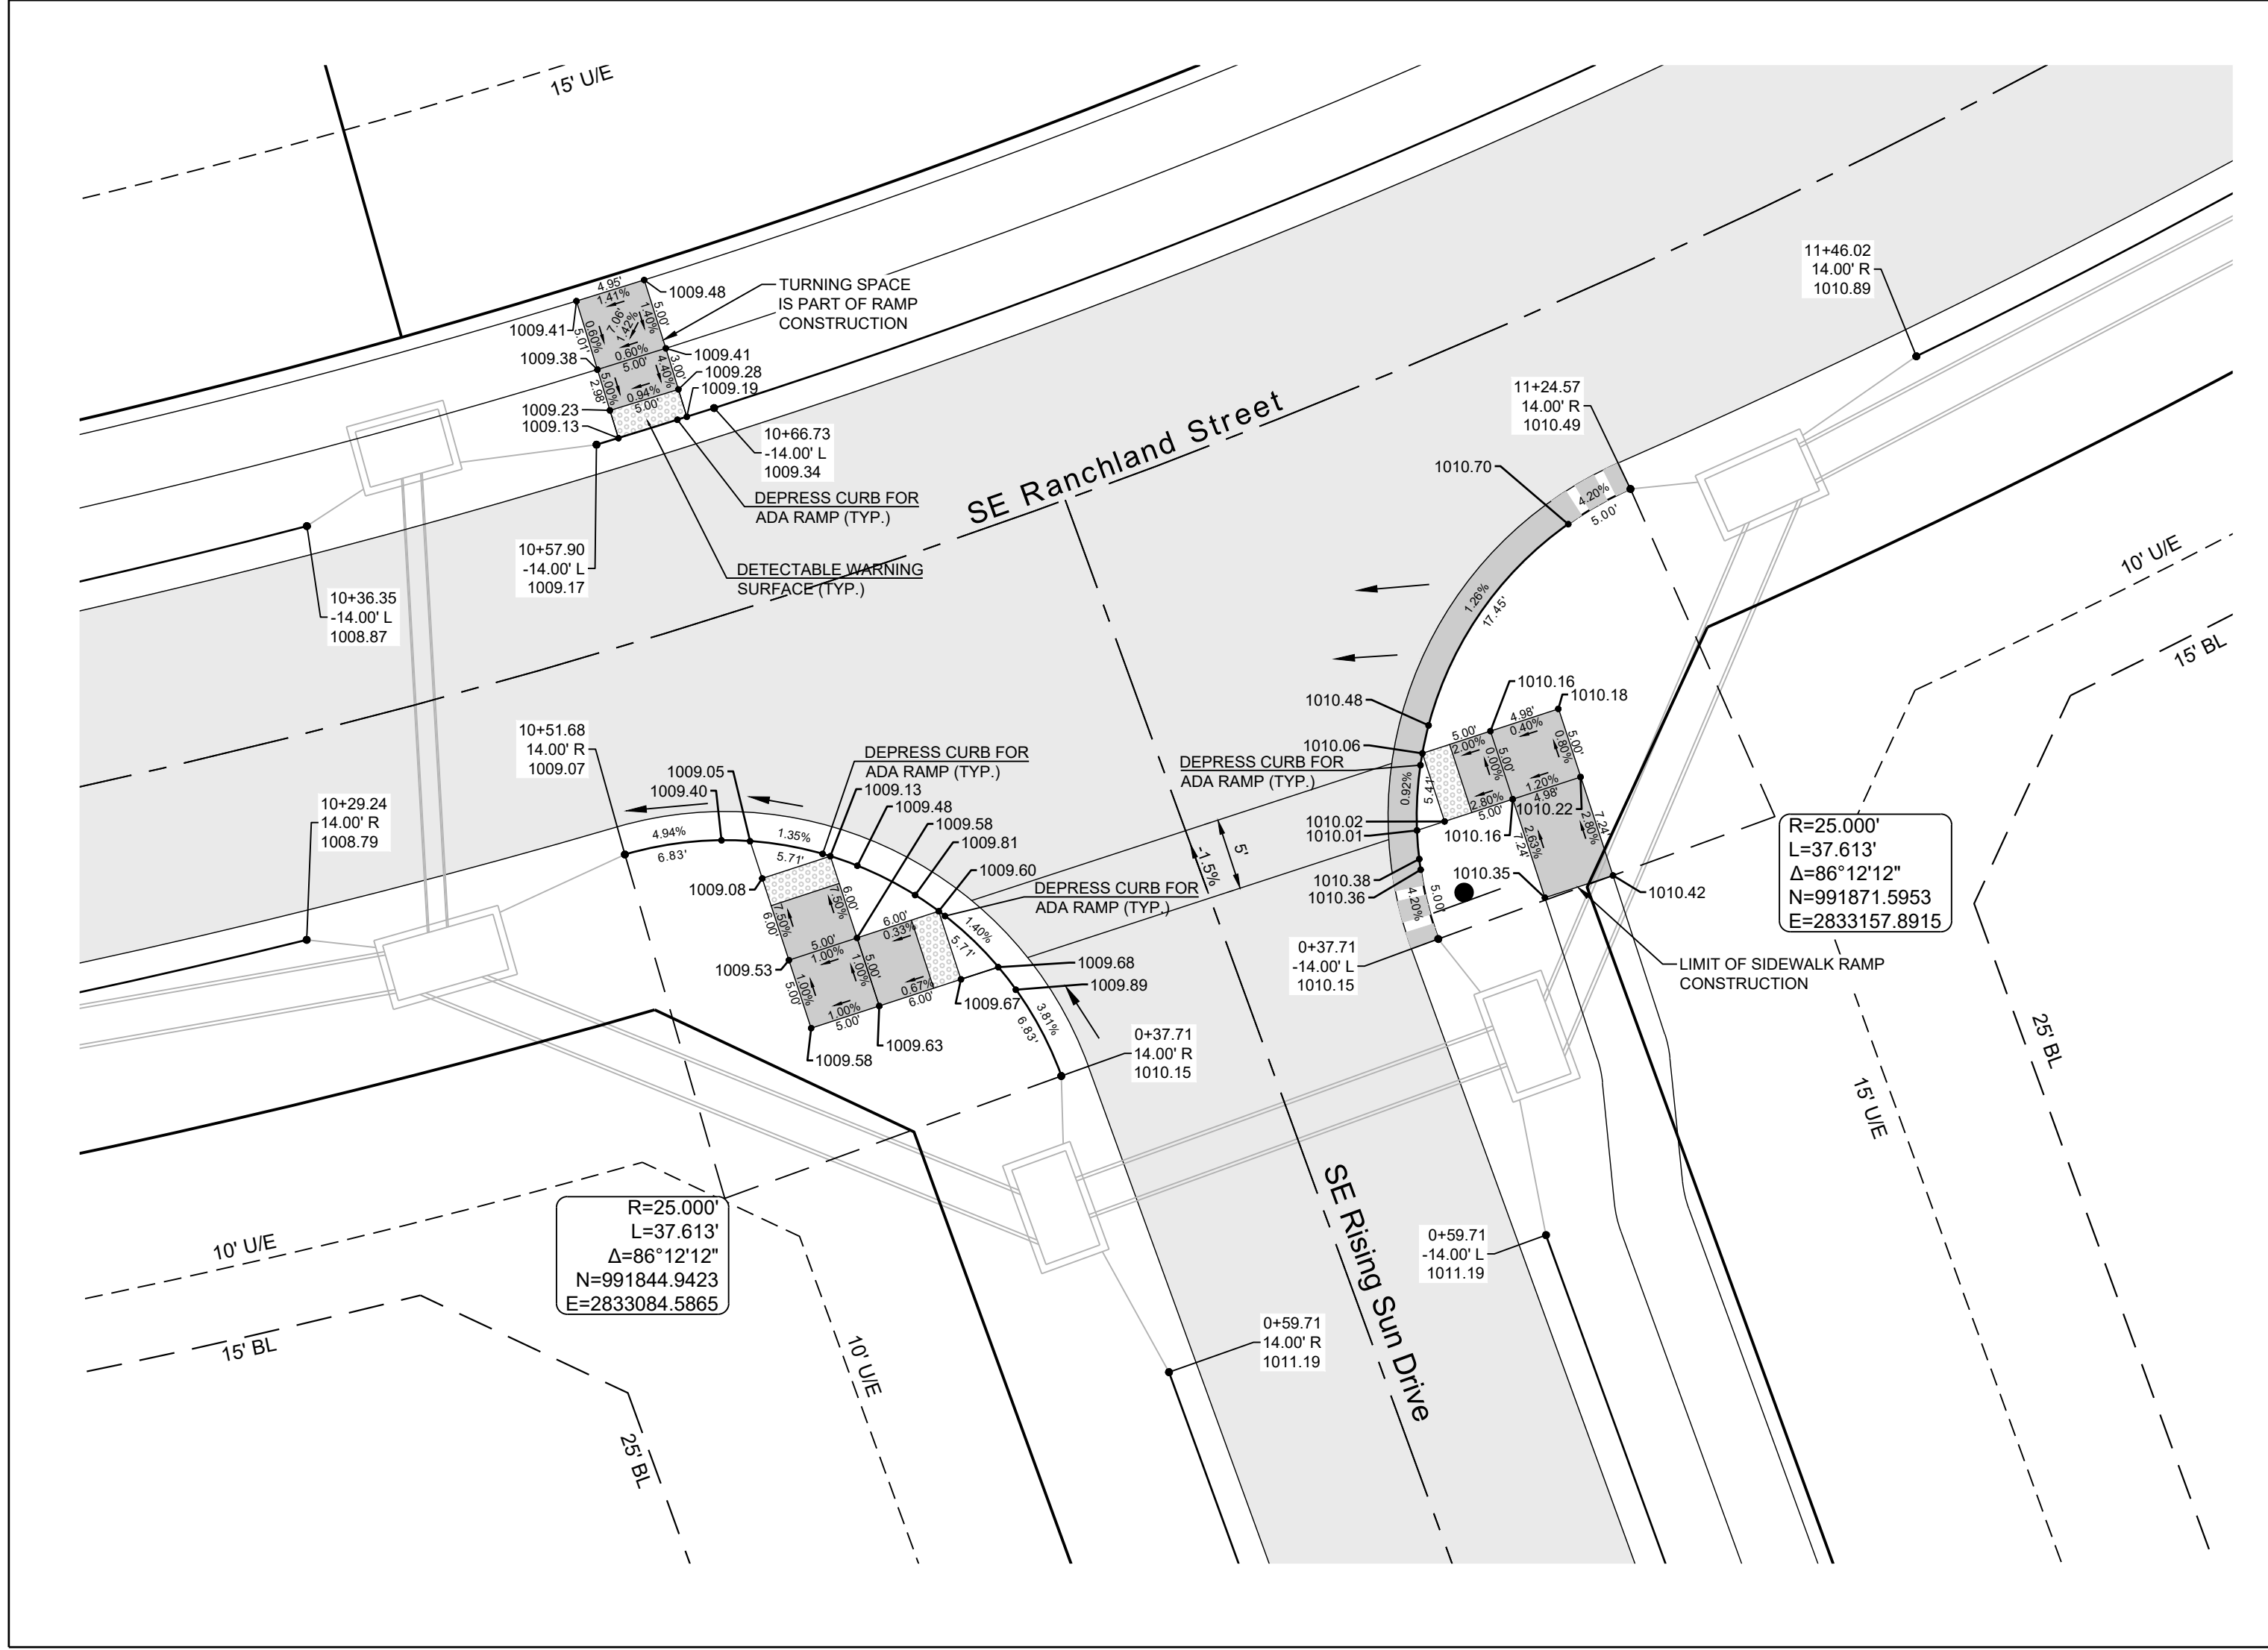 15' U/E
4.95'
1.41%
1009.48
5.00'
1.40%
7.06'
1.42%
0.60%
5.01'
1009.41
TURNING SPACE
IS PART OF RAMP
CONSTRUCTION
0.60%
5.00'
1009.38
1009.41
3.00'
4.40%
1009.28
1009.19
5.00%
2.98'
0.94%
5.00'
1009.23
1009.13
10+66.73
-14.00' L
1009.34
DEPRESS CURB FOR
ADA RAMP (TYP.)
DETECTABLE WARNING
SURFACE (TYP.)
10+57.90
-14.00' L
1009.17
10+36.35
-14.00' L
1008.87
SE Ranchland Street
11+46.02
14.00' R
1010.89
11+24.57
14.00' R
1010.49
1010.70
4.20%
5.00'
1.26%
17.45'
10' U/E
15' BL
1010.16
1010.18
1010.48
1010.06
DEPRESS CURB FOR
ADA RAMP (TYP.)
5.00'
2.00%
4.98'
0.40%
5.00'
0.00%
5.00'
0.80%
1.20%
4.98'
0.92%
5.41'
2.80%
5.00'
1010.22
1010.16
1010.02
1010.01
7.24'
2.80%
2.63%
7.24'
1010.38
1010.36
1010.35
1010.42
4.20%
5.00'
0+37.71
-14.00' L
1010.15
LIMIT OF SIDEWALK RAMP
CONSTRUCTION
R=25.000'
L=37.613'
Δ=86°12'12"
N=991871.5953
E=2833157.8915
25' BL
15' U/E
10+51.68
14.00' R
1009.07
10+29.24
14.00' R
1008.79
1009.05
1009.40
DEPRESS CURB FOR
ADA RAMP (TYP.)
1009.13
1009.48
1009.58
1009.81
1009.60
4.94%
6.83'
1.35%
5.71'
1009.08
6.00'
7.50%
7.50%
6.00'
DEPRESS CURB FOR
ADA RAMP (TYP.)
6.00'
0.33%
5.00'
1.00%
1009.53
1.00%
5.00'
5.00'
1.00%
1.00%
5.00'
0.67%
6.00'
1.40%
5.71'
1009.68
1009.89
1009.67
1009.63
1009.58
3.81%
6.83'
0+37.71
14.00' R
1010.15
-1.5%
5'
R=25.000'
L=37.613'
Δ=86°12'12"
N=991844.9423
E=2833084.5865
10' U/E
15' BL
25' BL
10' U/E
SE Rising Sun Drive
0+59.71
-14.00' L
1011.19
0+59.71
14.00' R
1011.19